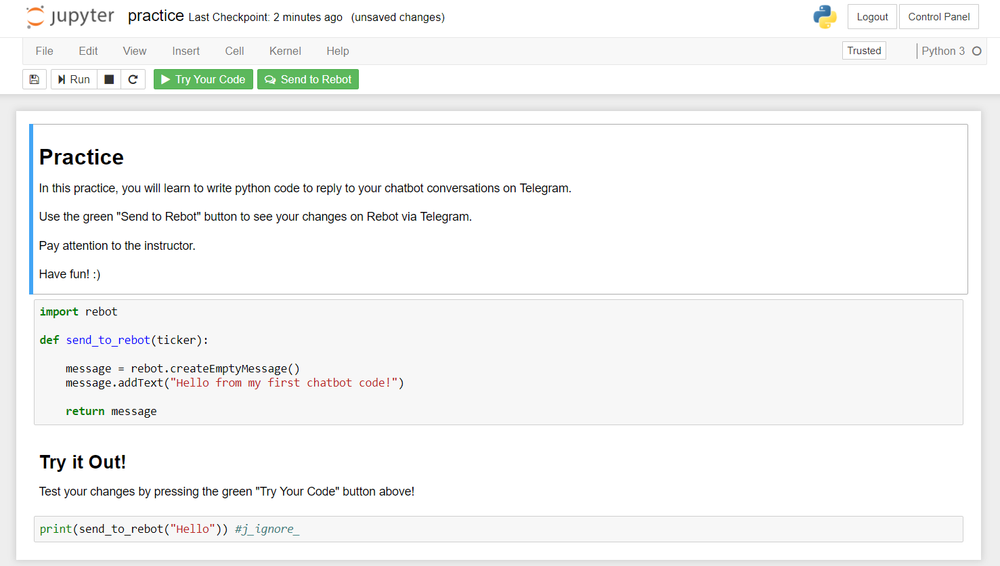 jupyter practice Last Checkpoint: 2 minutes ago (unsaved changes) Logout Control Panel
File Edit View Insert Cell Kernel Help Trusted Python 3
Run Try Your Code Send to Rebot
Practice
In this practice, you will learn to write python code to reply to your chatbot conversations on Telegram.
Use the green "Send to Rebot" button to see your changes on Rebot via Telegram.
Pay attention to the instructor.
Have fun! :)
import rebot
def send_to_rebot(ticker):
    message = rebot.createEmptyMessage()
    message.addText("Hello from my first chatbot code!")
    return message
Try it Out!
Test your changes by pressing the green "Try Your Code" button above!
print(send_to_rebot("Hello")) #j_ignore_